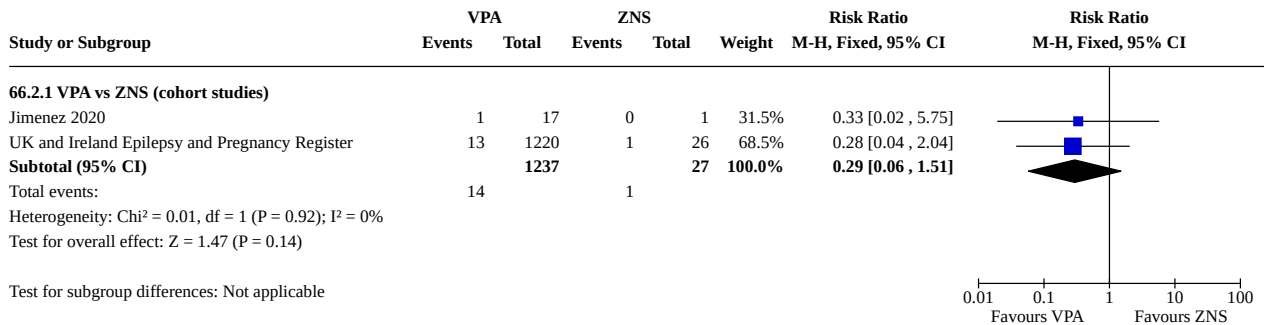 VPA ZNS Risk Ratio Risk Ratio
Study or Subgroup Events Total Events Total Weight M-H, Fixed, 95% CI M-H, Fixed, 95% CI
66.2.1 VPA vs ZNS (cohort studies)
Jimenez 2020 1 17 0 1 31.5% 0.33 [0.02 , 5.75]
UK and Ireland Epilepsy and Pregnancy Register 13 1220 1 26 68.5% 0.28 [0.04 , 2.04]
Subtotal (95% CI) 1237 27 100.0% 0.29 [0.06 , 1.51]
Total events: 14 1
Heterogeneity: Chi² = 0.01, df = 1 (P = 0.92); I² = 0%
Test for overall effect: Z = 1.47 (P = 0.14)
Test for subgroup differences: Not applicable
0.01 0.1 1 10 100
Favours VPA Favours ZNS